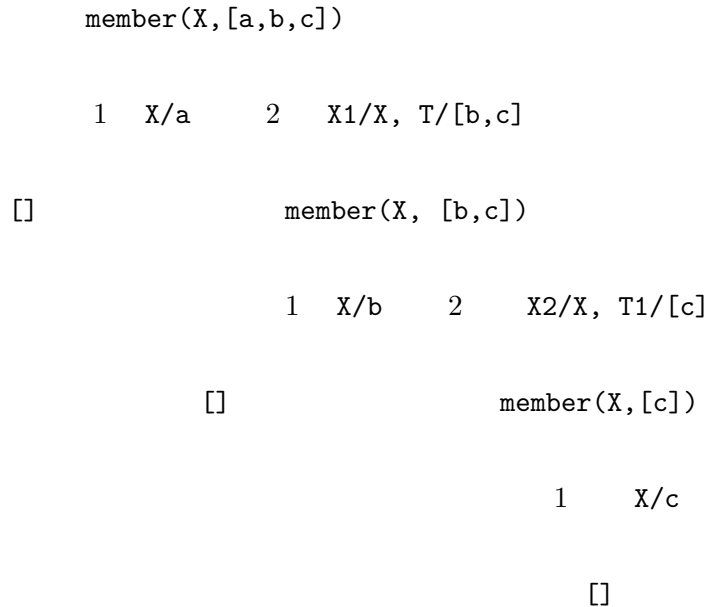 member(X,[a,b,c])
1 X/a 2 X1/X, T/[b,c]
[] member(X, [b,c])
1 X/b 2 X2/X, T1/[c]
[] member(X,[c])
1 X/c
[]